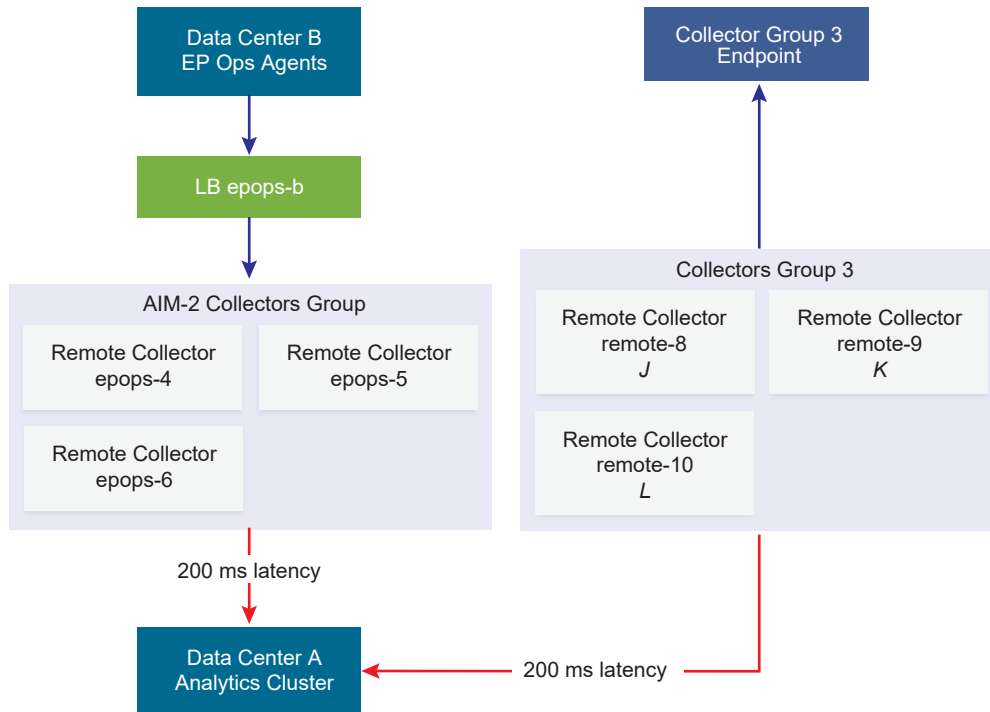 Data Center B
EP Ops Agents
LB epops-b
AIM-2 Collectors Group
Remote Collector
epops-4
Remote Collector
epops-5
Remote Collector
epops-6
200 ms latency
Data Center A
Analytics Cluster
Collector Group 3
Endpoint
Collectors Group 3
Remote Collector
remote-8
J
Remote Collector
remote-9
K
Remote Collector
remote-10
L
200 ms latency